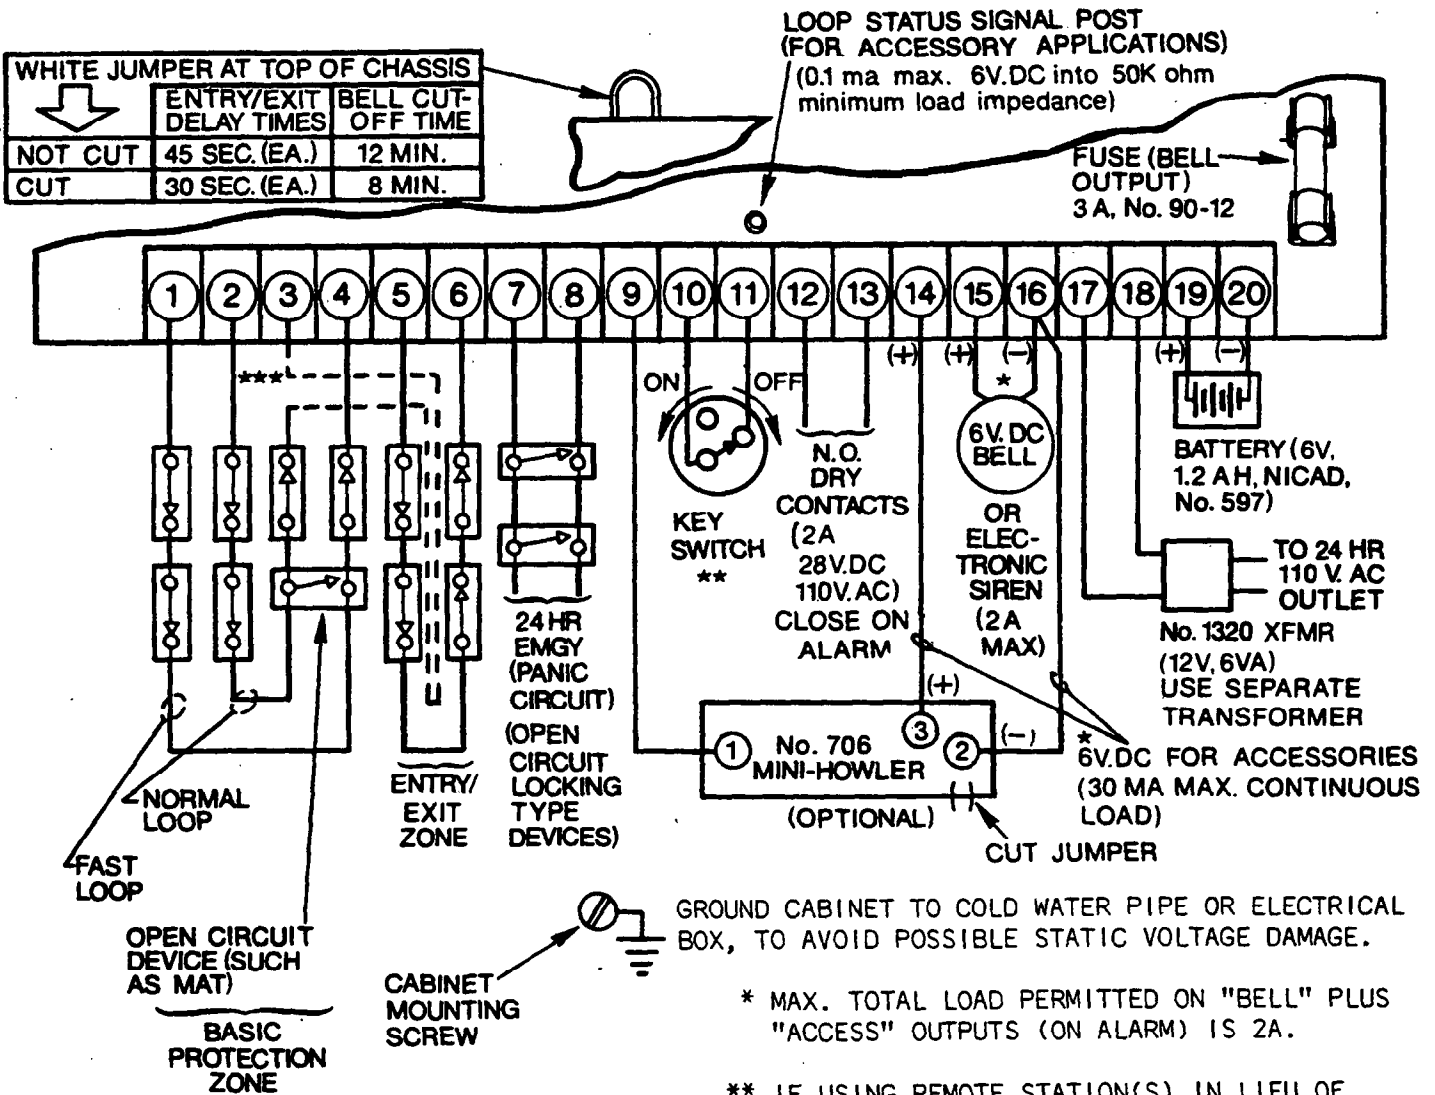 LOOP STATUS SIGNAL POST
(FOR ACCESSORY APPLICATIONS)
(0.1 ma max. 6V.DC into 50K ohm
minimum load impedance)
WHITE JUMPER AT TOP OF CHASSIS
ENTRY/EXIT DELAY TIMES
BELL CUT-OFF TIME
NOT CUT 45 SEC. (EA.) 12 MIN.
CUT 30 SEC. (EA.) 8 MIN.
FUSE (BELL
OUTPUT)
3 A, No. 90-12
1 2 3 4 5 6 7 8 9 10 11 12 13 14 15 16 17 18 19 20
(+) (+) (-) (+) (-)
***
ON OFF
*
6V. DC
BELL
KEY
SWITCH
**
N.O.
DRY
CONTACTS
(2A
28V.DC
110V.AC)
CLOSE ON
ALARM
OR
ELEC-
TRONIC
SIREN
(2A
MAX)
BATTERY (6V,
1.2 AH, NICAD,
No. 597)
TO 24 HR
110 V. AC
OUTLET
No. 1320 XFMR
(12V, 6VA)
USE SEPARATE
TRANSFORMER
24 HR
EMGY
(PANIC
CIRCUIT)
(OPEN
CIRCUIT
LOCKING
TYPE
DEVICES)
(+)
1 No. 706 3 2 (-)
MINI-HOWLER
(OPTIONAL)
CUT JUMPER
*
6V.DC FOR ACCESSORIES
(30 MA MAX. CONTINUOUS
LOAD)
ENTRY/
EXIT
ZONE
NORMAL
LOOP
FAST
LOOP
OPEN CIRCUIT
DEVICE (SUCH
AS MAT)
BASIC
PROTECTION
ZONE
CABINET
MOUNTING
SCREW
GROUND CABINET TO COLD WATER PIPE OR ELECTRICAL
BOX, TO AVOID POSSIBLE STATIC VOLTAGE DAMAGE.
* MAX. TOTAL LOAD PERMITTED ON "BELL" PLUS
"ACCESS" OUTPUTS (ON ALARM) IS 2A.
** IF USING REMOTE STATION(S) IN LIEU OF